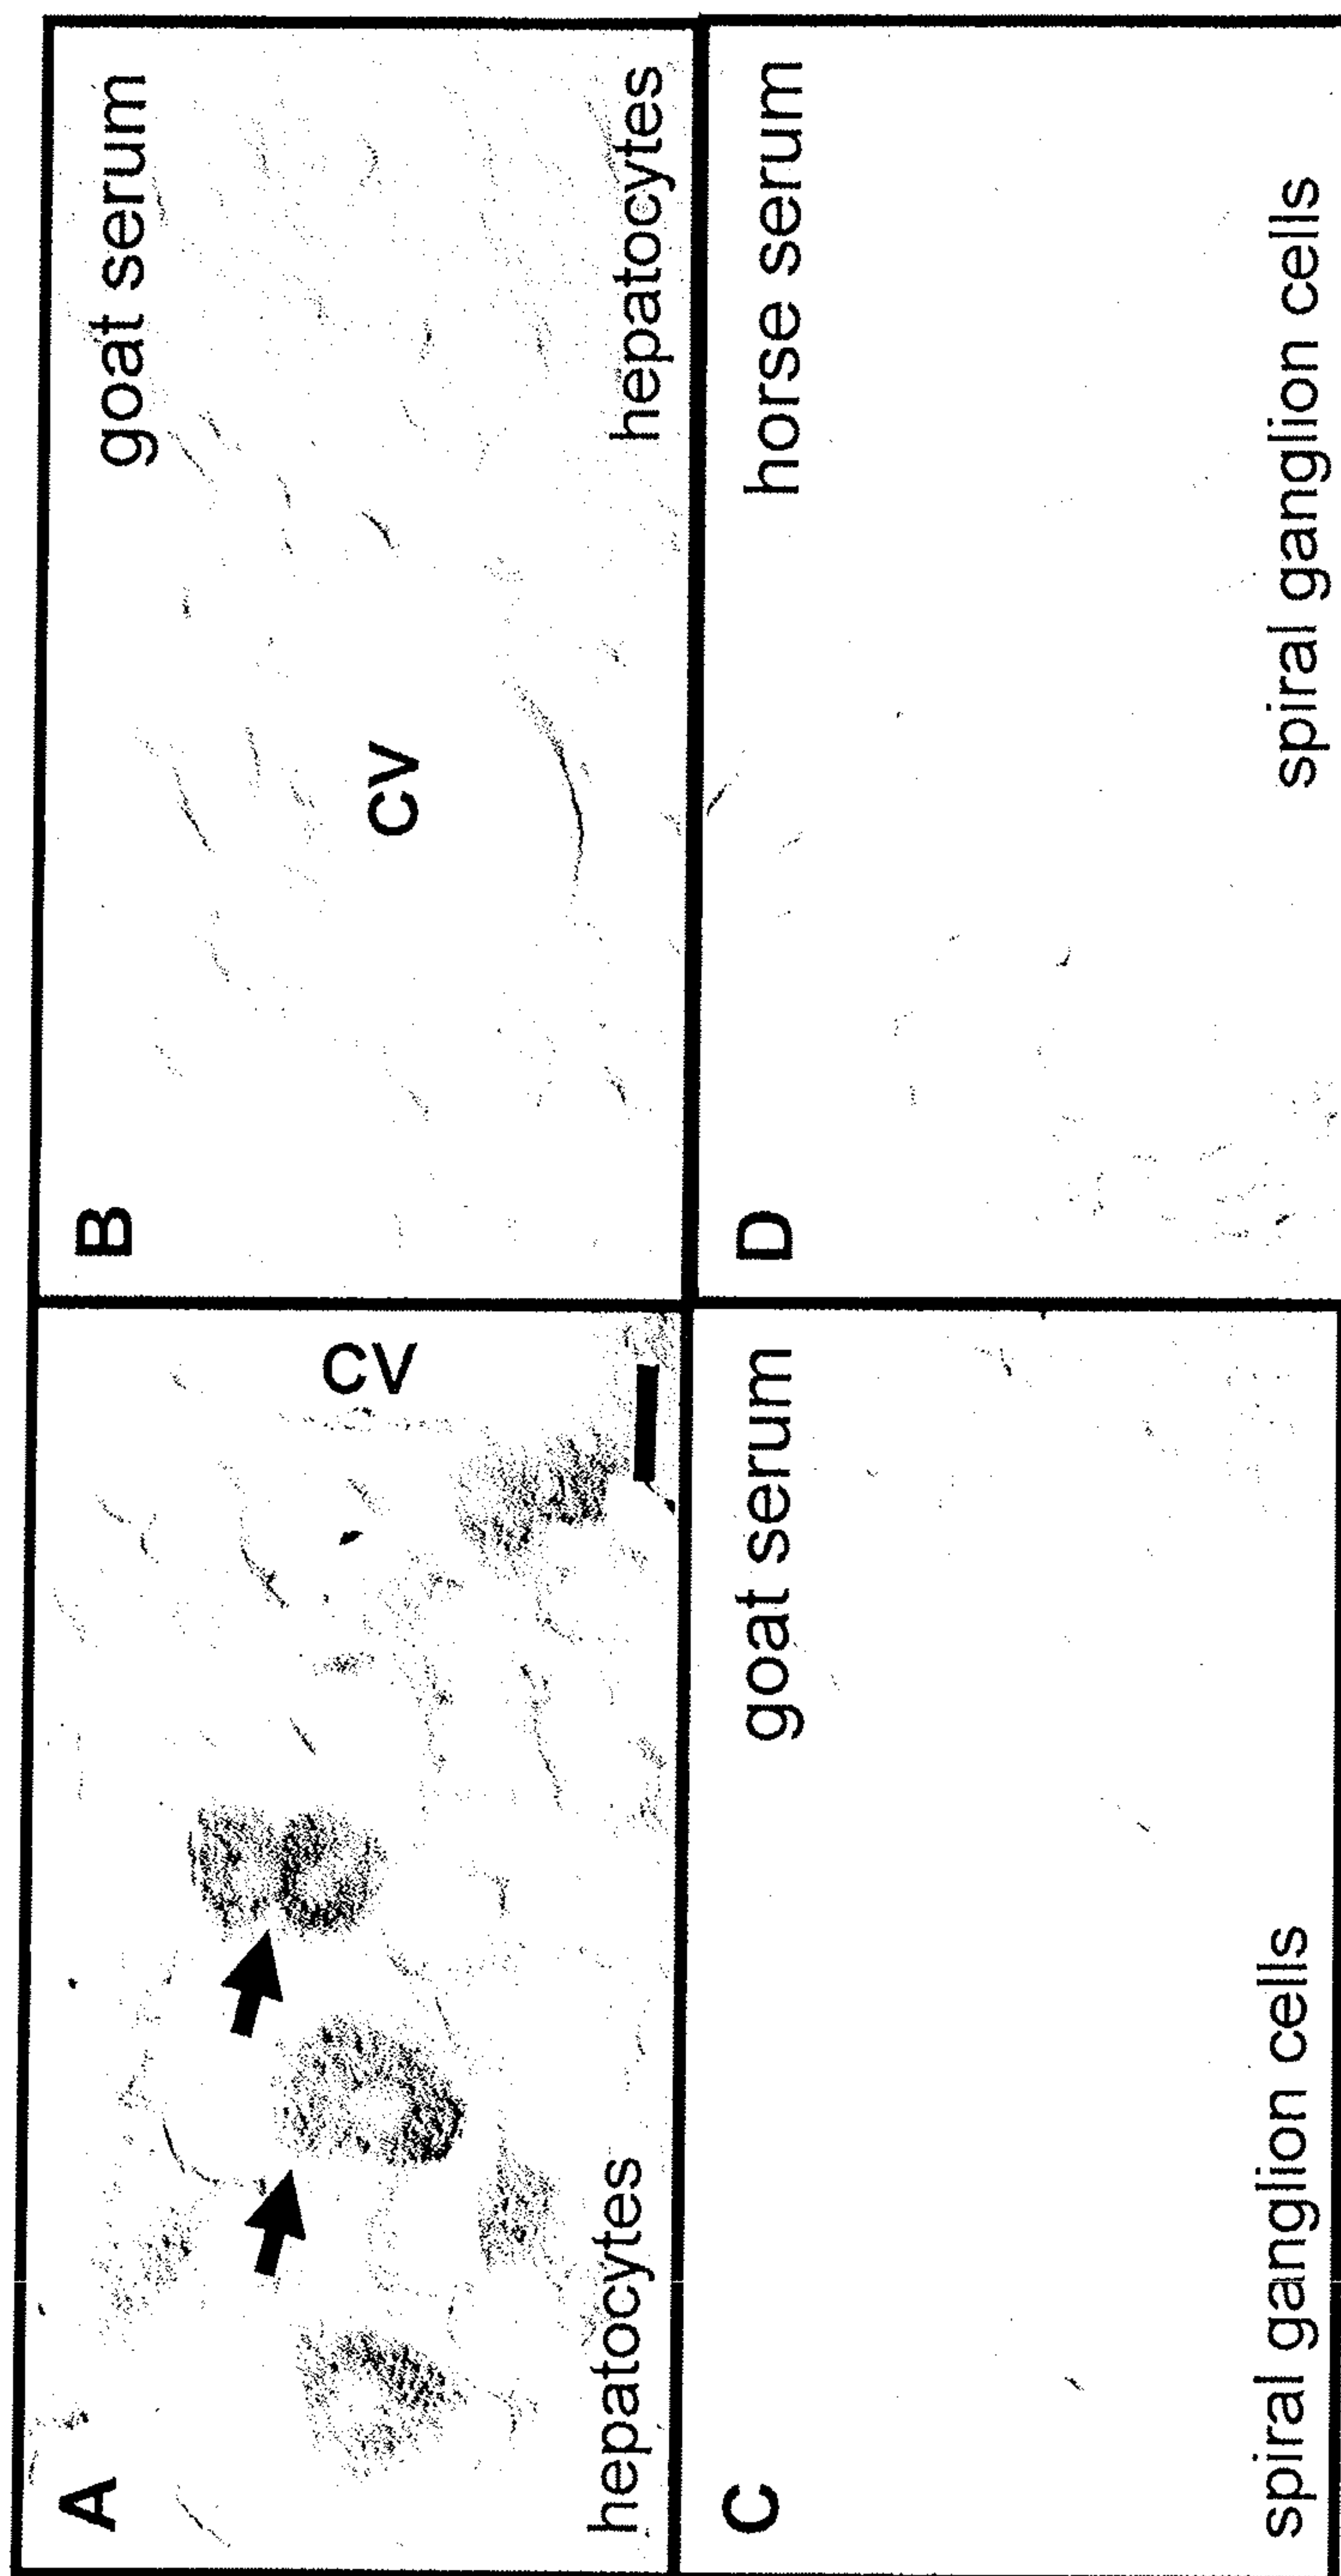 A
CV
hepatocytes
B
goat serum
CV
hepatocytes
C
goat serum
spiral ganglion cells
D
horse serum
spiral ganglion cells